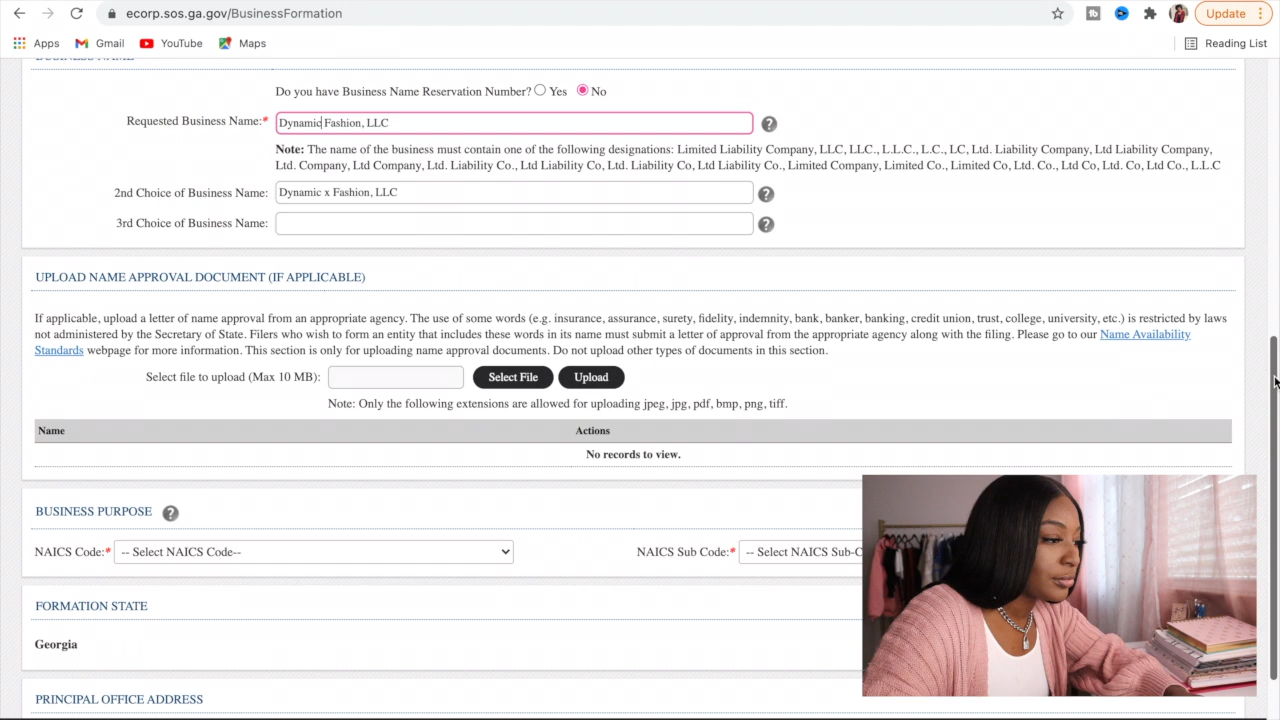 ecorp.sos.ga.gov/BusinessFormation
Update
Apps Gmail YouTube Maps Reading List
BUSINESS NAME
Do you have Business Name Reservation Number? Yes No
Requested Business Name:* Dynamic Fashion, LLC ?
Note: The name of the business must contain one of the following designations: Limited Liability Company, LLC, LLC., L.L.C., L.C., LC, Ltd. Liability Company, Ltd Liability Company,
Ltd. Company, Ltd Company, Ltd. Liability Co., Ltd Liability Co, Ltd. Liability Co, Ltd Liability Co., Limited Company, Limited Co., Limited Co, Ltd. Co., Ltd Co, Ltd. Co, Ltd Co., L.L.C
2nd Choice of Business Name: Dynamic x Fashion, LLC ?
3rd Choice of Business Name: ?
UPLOAD NAME APPROVAL DOCUMENT (IF APPLICABLE)
If applicable, upload a letter of name approval from an appropriate agency. The use of some words (e.g. insurance, assurance, surety, fidelity, indemnity, bank, banker, banking, credit union, trust, college, university, etc.) is restricted by laws
not administered by the Secretary of State. Filers who wish to form an entity that includes these words in its name must submit a letter of approval from the appropriate agency along with the filing. Please go to our Name Availability
Standards webpage for more information. This section is only for uploading name approval documents. Do not upload other types of documents in this section.
Select file to upload (Max 10 MB): Select File Upload
Note: Only the following extensions are allowed for uploading jpeg, jpg, pdf, bmp, png, tiff.
Name Actions
No records to view.
BUSINESS PURPOSE ?
NAICS Code:* -- Select NAICS Code-- NAICS Sub Code:* -- Select NAICS Sub-C
FORMATION STATE
Georgia
PRINCIPAL OFFICE ADDRESS